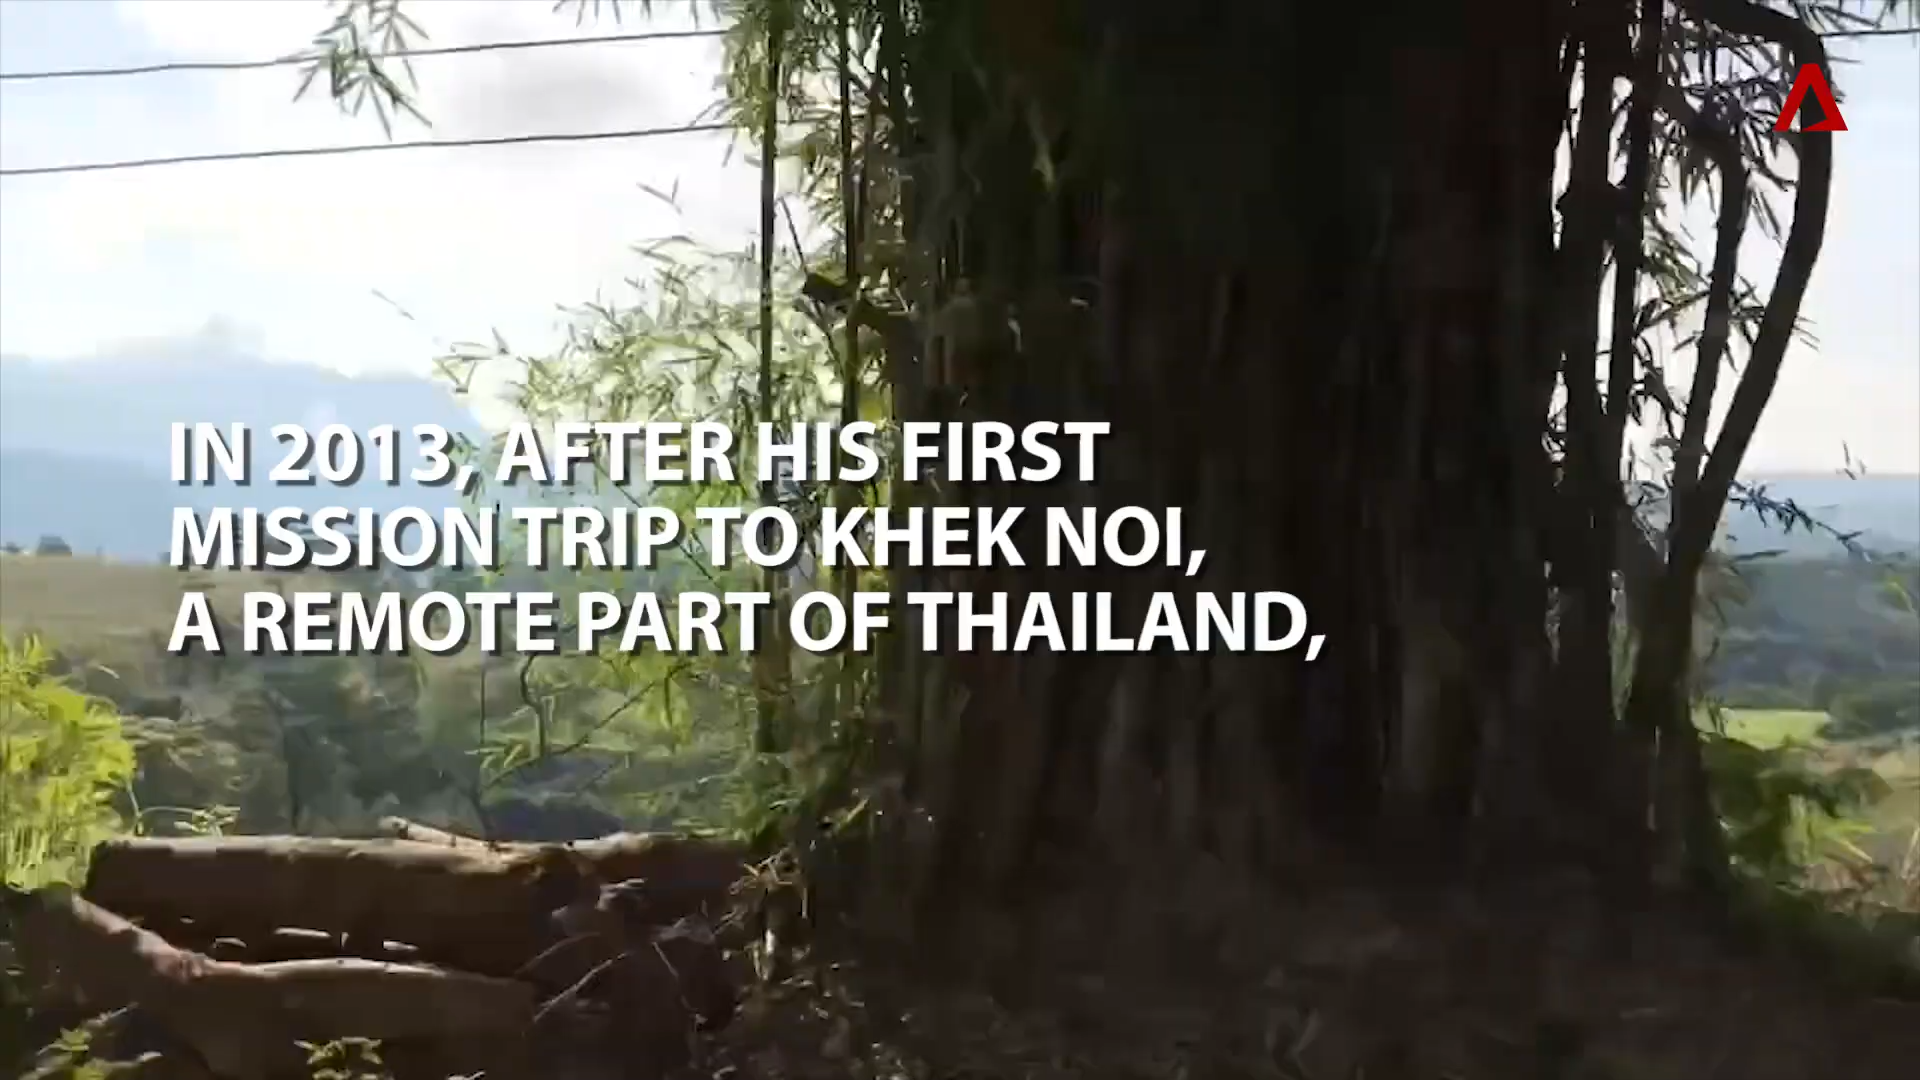 IN 2013, AFTER HIS FIRST
MISSION TRIP TO KHEK NOI,
A REMOTE PART OF THAILAND,